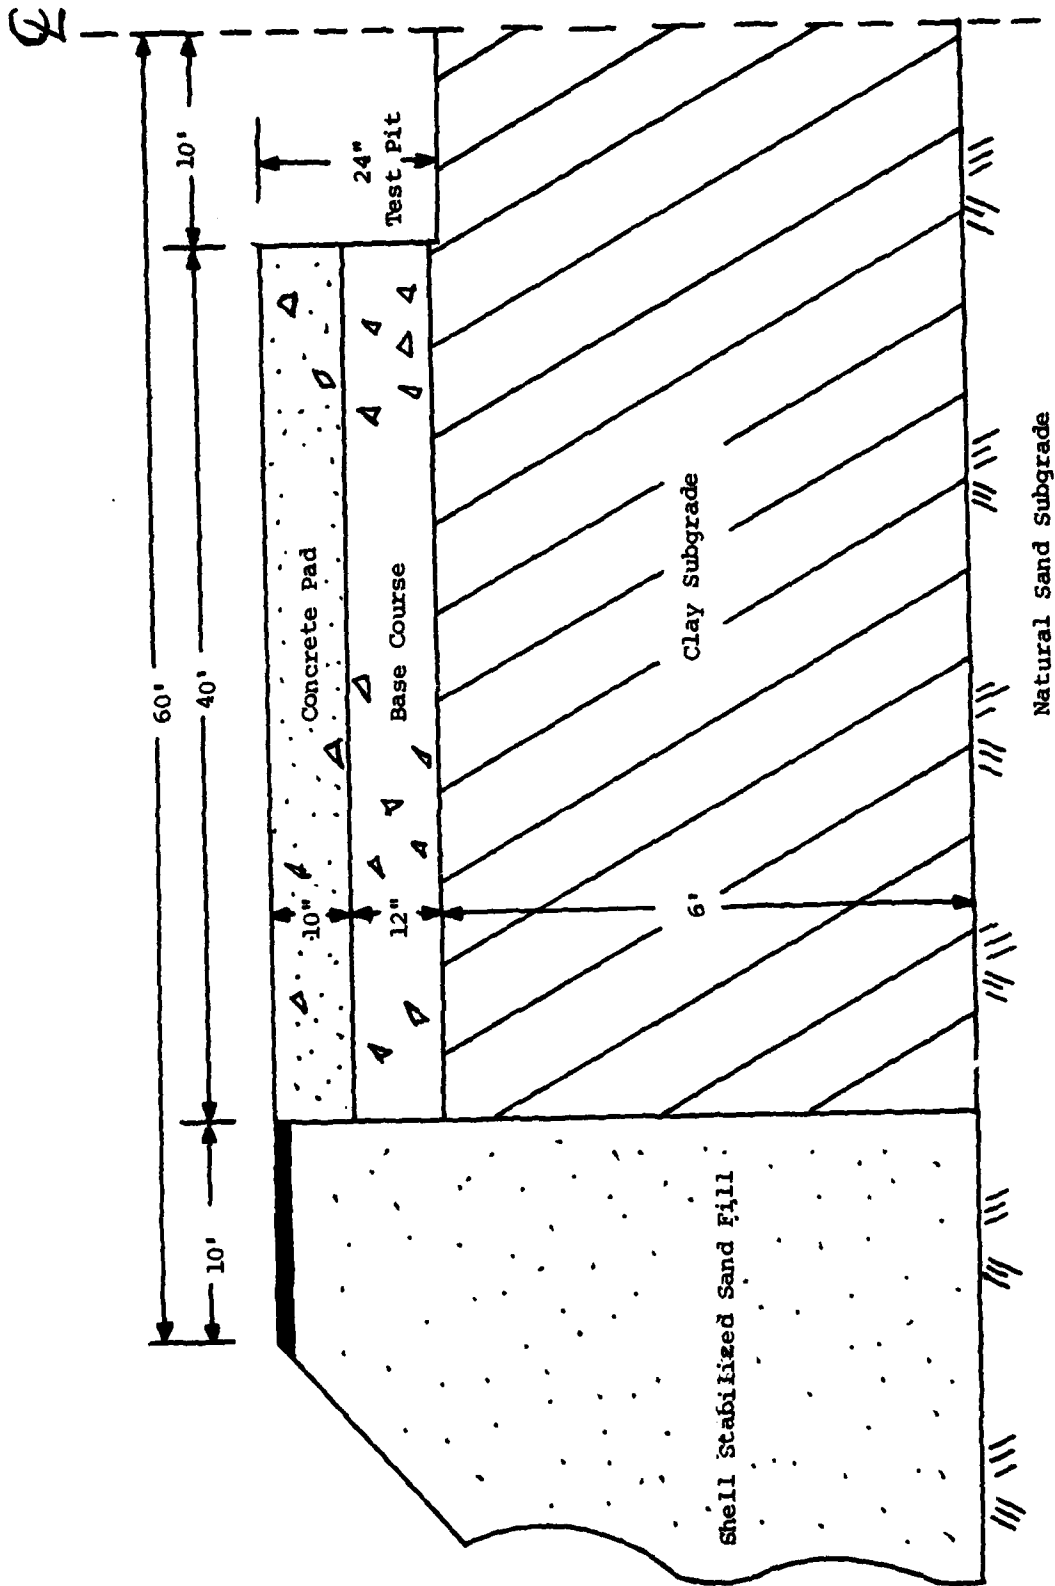 ℄
60'
10'
40'
10'
24"
Test Pit
Concrete Pad
10"
Base Course
12"
Clay Subgrade
6'
Shell Stabilized Sand Fill
Natural Sand Subgrade